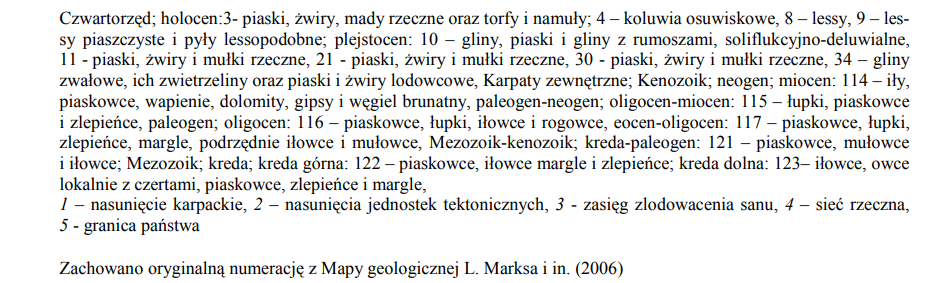 Czwartorzęd; holocen:3- piaski, żwiry, mady rzeczne oraz torfy i namuły; 4 – koluwia osuwiskowe, 8 – lessy, 9 – les-
sy piaszczyste i pyły lessopodobne; plejstocen: 10 – gliny, piaski i gliny z rumoszami, soliflukcyjno-deluwialne,
11 - piaski, żwiry i mułki rzeczne, 21 - piaski, żwiry i mułki rzeczne, 30 - piaski, żwiry i mułki rzeczne, 34 – gliny
zwałowe, ich zwietrzeliny oraz piaski i żwiry lodowcowe, Karpaty zewnętrzne; Kenozoik; neogen; miocen: 114 – iły,
piaskowce, wapienie, dolomity, gipsy i węgiel brunatny, paleogen-neogen; oligocen-miocen: 115 – łupki, piaskowce
i zlepieńce, paleogen; oligocen: 116 – piaskowce, łupki, iłowce i rogowce, eocen-oligocen: 117 – piaskowce, łupki,
zlepieńce, margle, podrzędnie iłowce i mułowce, Mezozoik-kenozoik; kreda-paleogen: 121 – piaskowce, mułowce
i iłowce; Mezozoik; kreda; kreda górna: 122 – piaskowce, iłowce margle i zlepieńce; kreda dolna: 123– iłowce, owce
lokalnie z czertami, piaskowce, zlepieńce i margle,
1 – nasunięcie karpackie, 2 – nasunięcia jednostek tektonicznych, 3 - zasięg zlodowacenia sanu, 4 – sieć rzeczna,
5 - granica państwa
Zachowano oryginalną numerację z Mapy geologicznej L. Marksa i in. (2006)